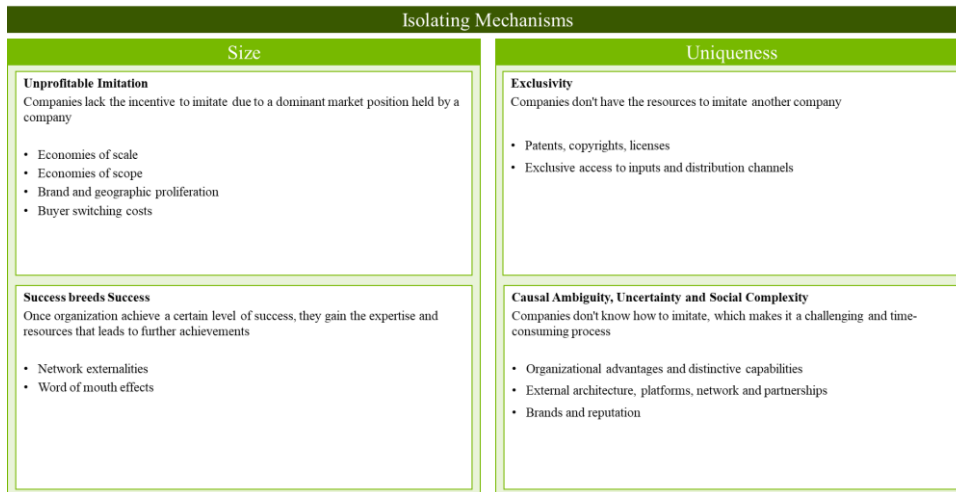 Isolating Mechanisms
Size
Unprofitable Imitation
Companies lack the incentive to imitate due to a dominant market position held by a
company
• Economies of scale
• Economies of scope
• Brand and geographic proliferation
• Buyer switching costs
Success breeds Success
Once organization achieve a certain level of success, they gain the expertise and
resources that leads to further achievements
• Network externalities
• Word of mouth effects
Uniqueness
Exclusivity
Companies don't have the resources to imitate another company
• Patents, copyrights, licenses
• Exclusive access to inputs and distribution channels
Causal Ambiguity, Uncertainty and Social Complexity
Companies don't know how to imitate, which makes it a challenging and time-
consuming process
• Organizational advantages and distinctive capabilities
• External architecture, platforms, network and partnerships
• Brands and reputation